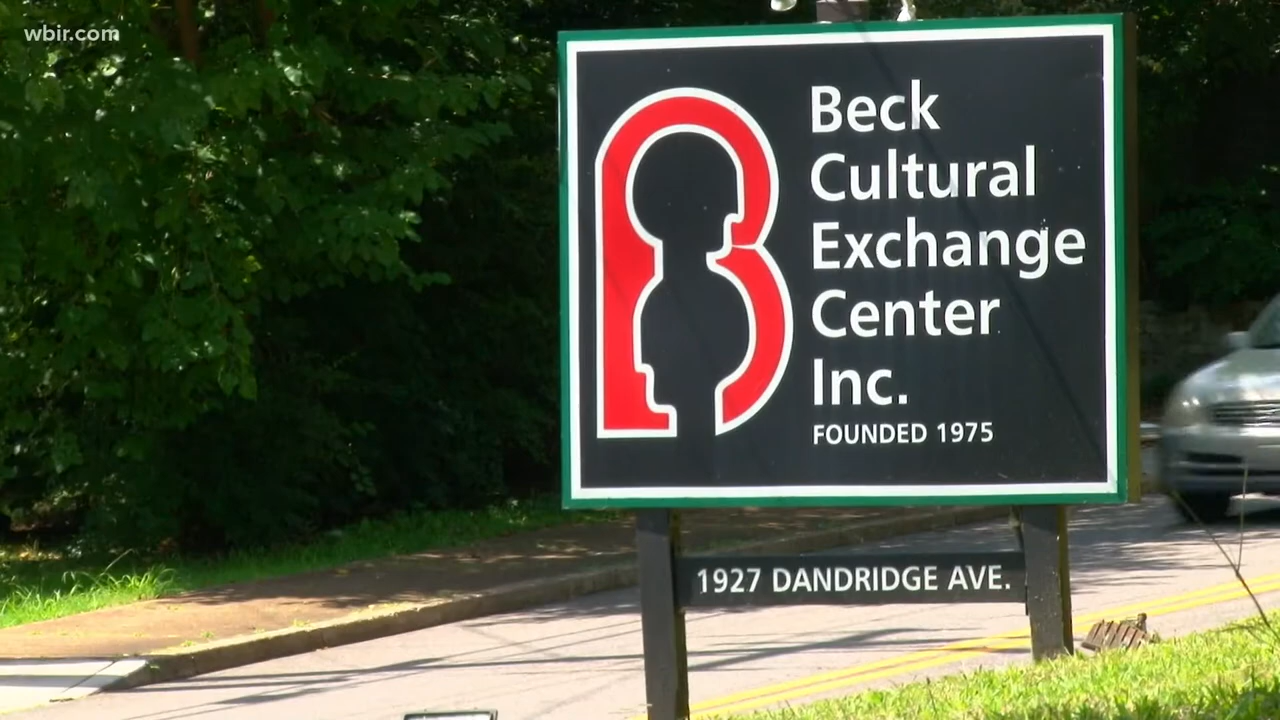 wbir.com
Beck
Cultural
Exchange
Center
Inc.
FOUNDED 1975
1927 DANDRIDGE AVE.